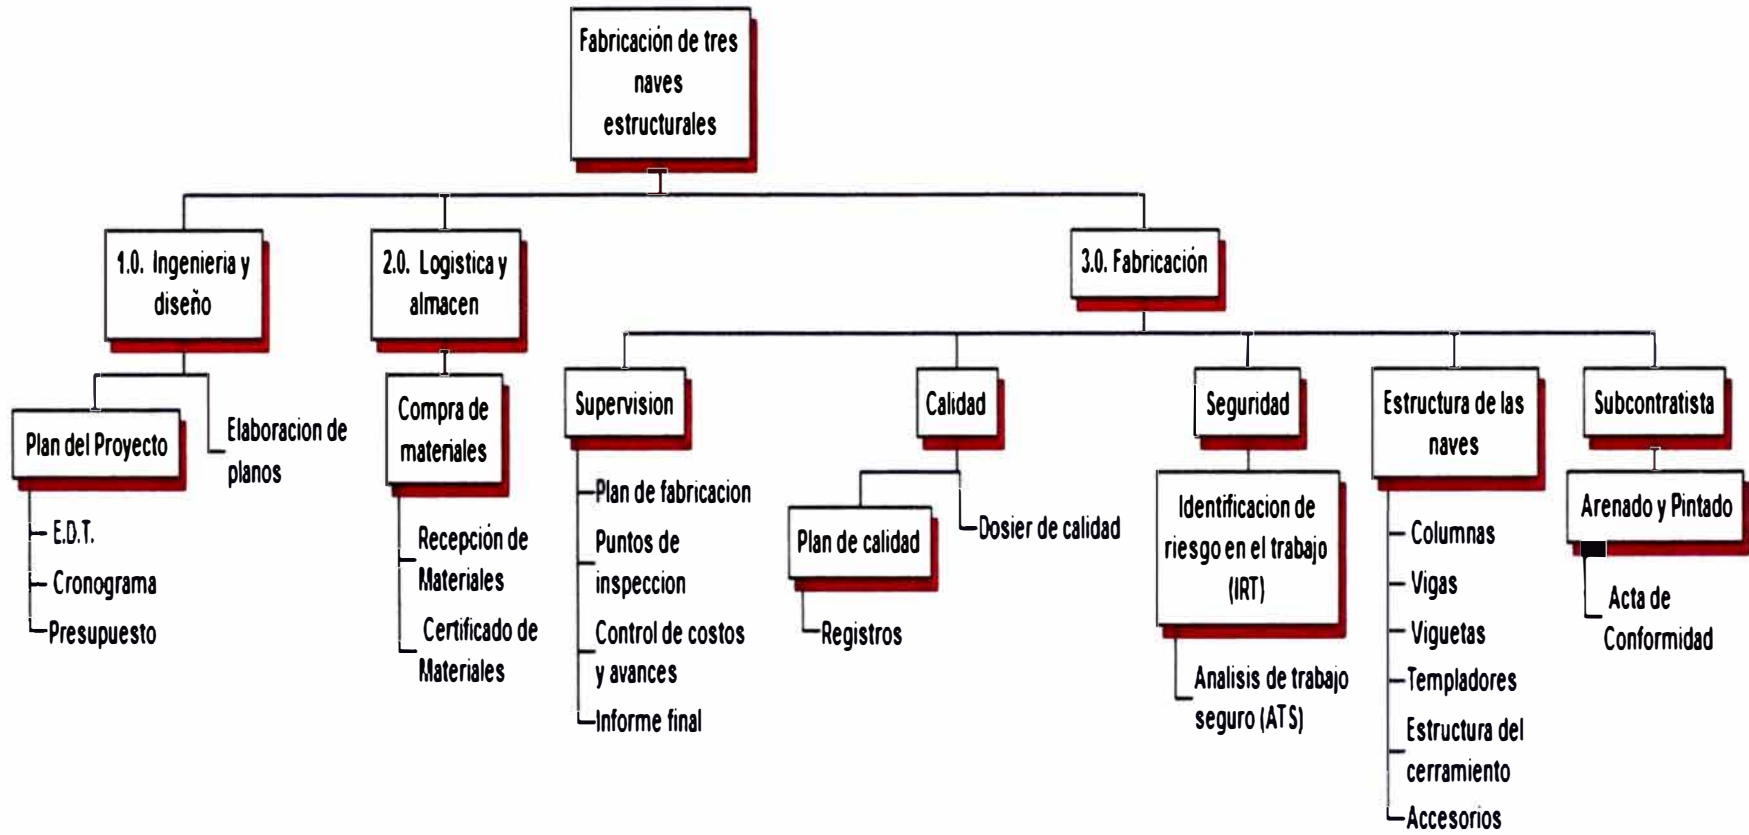 Fabricación de tres
naves
estructurales
1.0. Ingenieria y
diseño
2.0. Logistica y
almacen
3.0. Fabricación
Plan del Proyecto
Elaboracion de
planos
E.D.T.
Cronograma
Presupuesto
Compra de
materiales
Recepción de
Materiales
Certificado de
Materiales
Supervision
Plan de fabricacion
Puntos de
inspeccion
Control de costos
y avances
Informe final
Calidad
Plan de calidad
Dosier de calidad
Registros
Seguridad
Identificacion de
riesgo en el trabajo
(IRT)
Analisis de trabajo
seguro (ATS)
Estructura de las
naves
Columnas
Vigas
Viguetas
Templadores
Estructura del
cerramiento
Accesorios
Subcontratista
Arenado y Pintado
Acta de
Conformidad